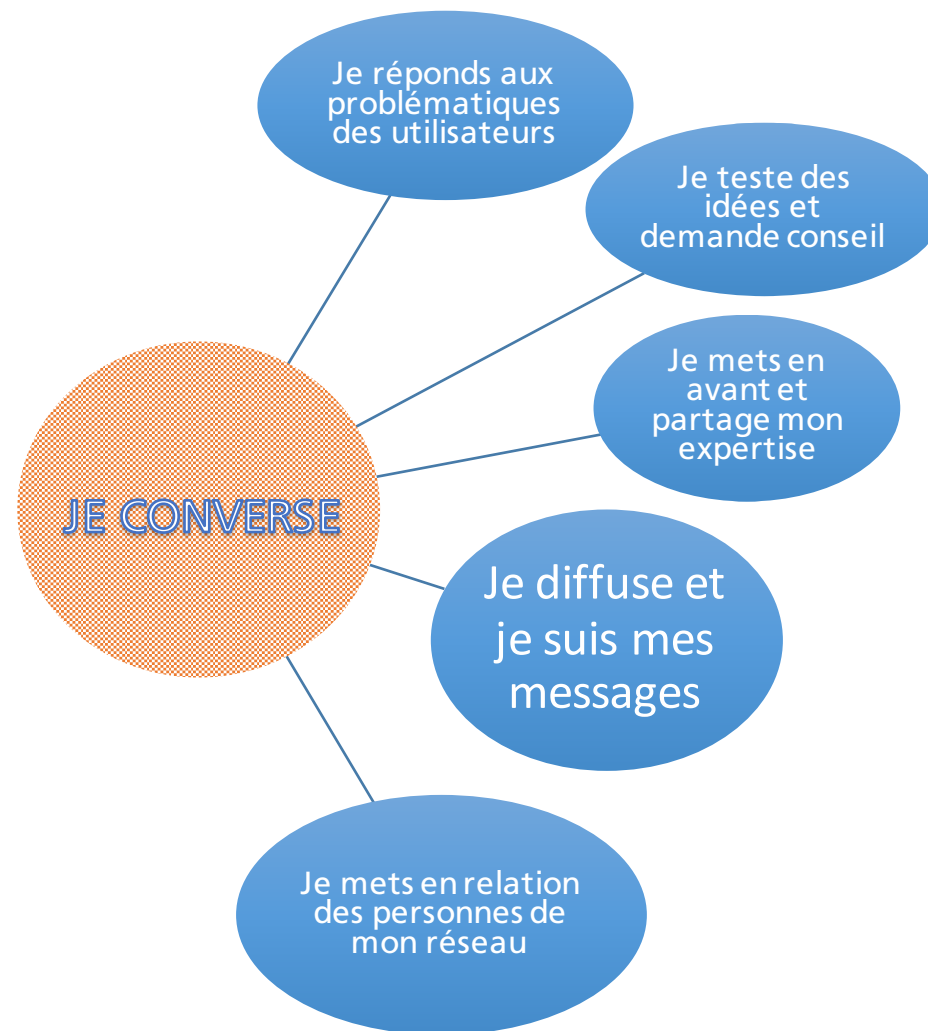 Je réponds aux
problématiques
des utilisateurs
Je teste des
idées et
demande conseil
Je mets en
avant et
partage mon
expertise
JE CONVERSE
Je diffuse et
je suis mes
messages
Je mets en relation
des personnes de
mon réseau